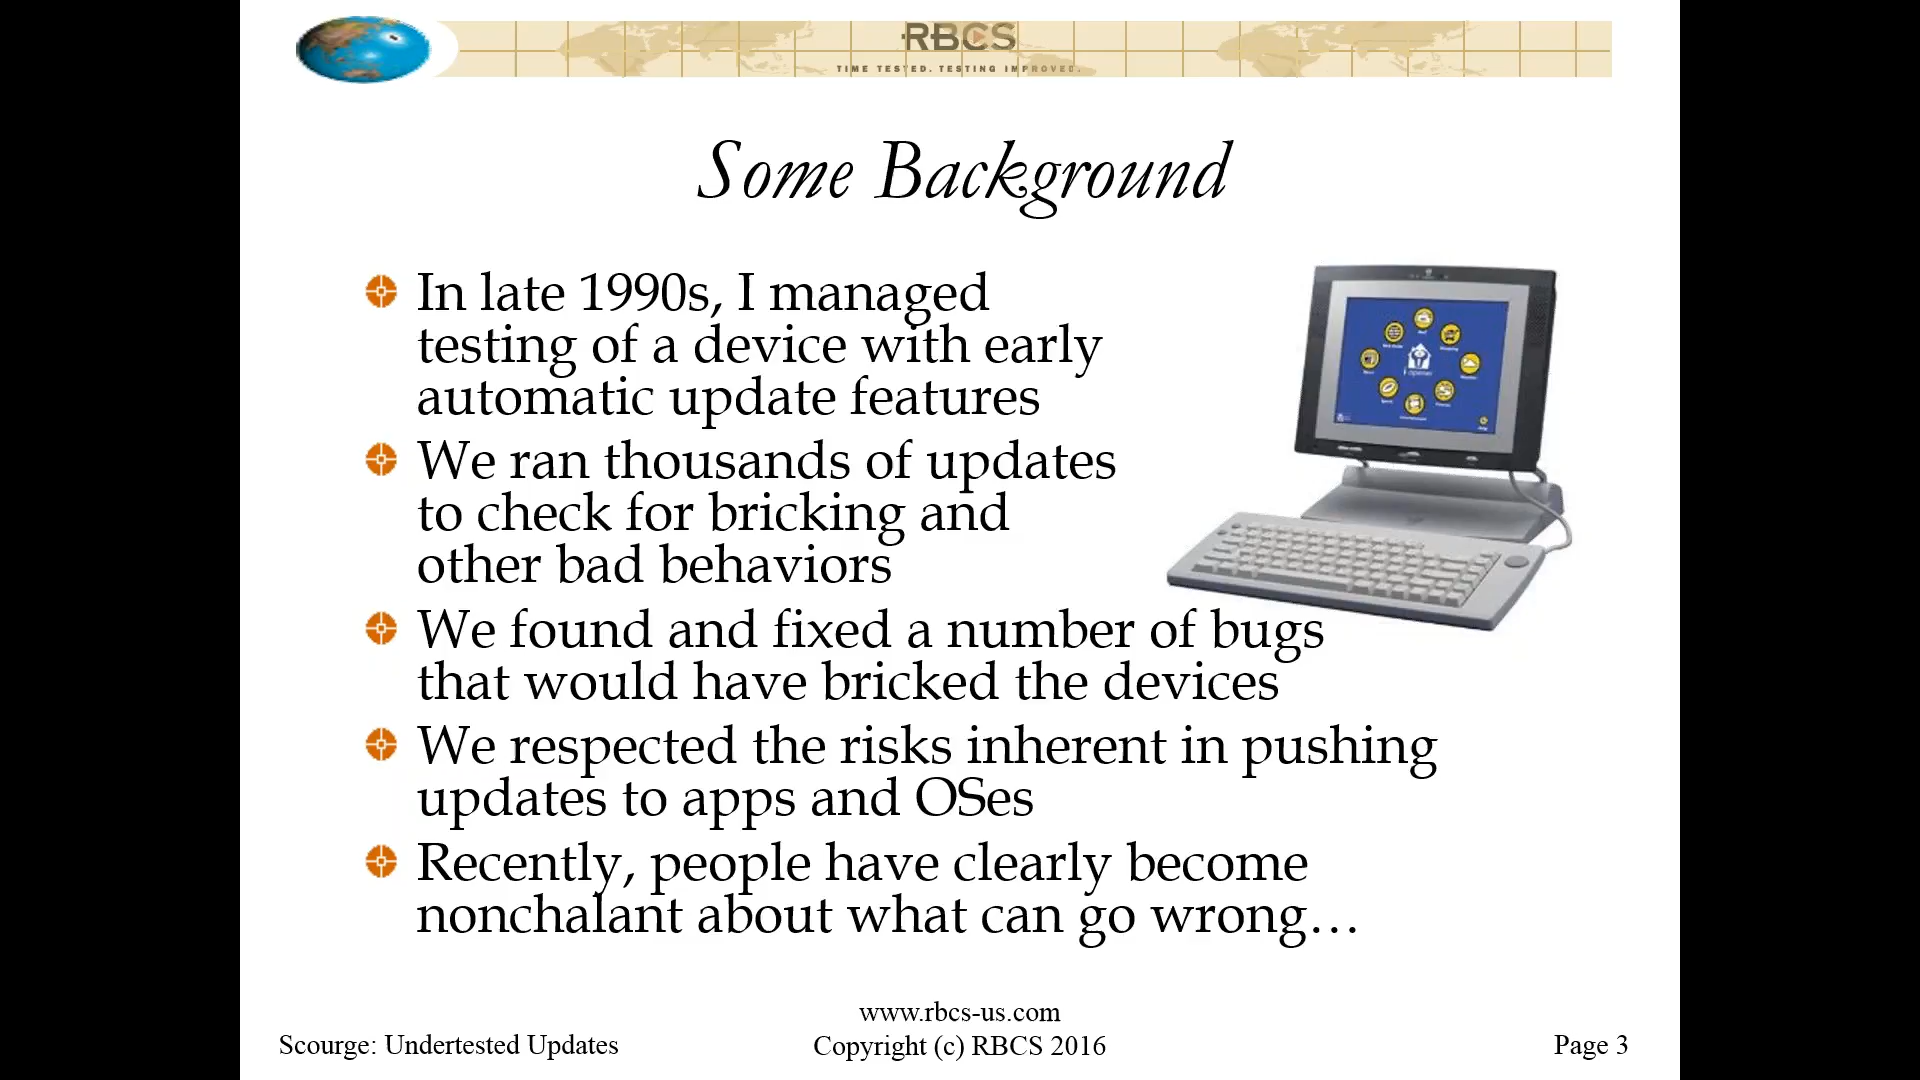 RBCS
TIME TESTED. TESTING IMPROVED.
Some Background
In late 1990s, I managed
testing of a device with early
automatic update features
We ran thousands of updates
to check for bricking and
other bad behaviors
We found and fixed a number of bugs
that would have bricked the devices
We respected the risks inherent in pushing
updates to apps and OSes
Recently, people have clearly become
nonchalant about what can go wrong…
www.rbcs-us.com
Scourge: Undertested Updates
Copyright (c) RBCS 2016
Page 3